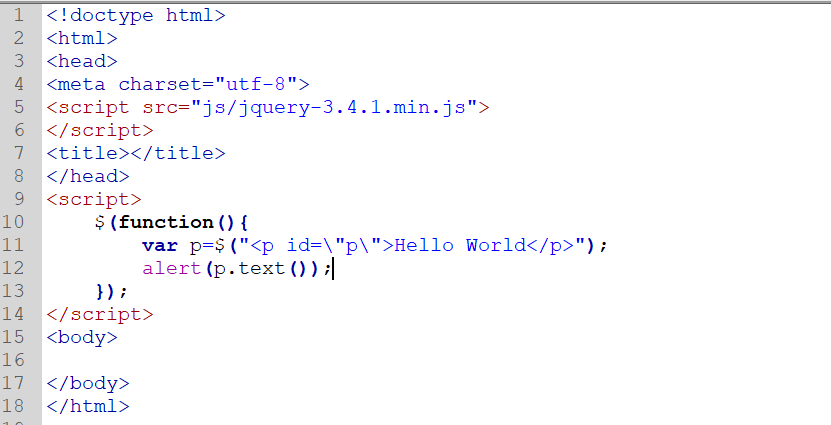 1 <!doctype html>
2 <html>
3 <head>
4 <meta charset="utf-8">
5 <script src="js/jquery-3.4.1.min.js">
6 </script>
7 <title></title>
8 </head>
9 <script>
10     $(function(){
11         var p=$("<p id=\"p\">Hello World</p>");
12         alert(p.text());
13     });
14 </script>
15 <body>
16
17 </body>
18 </html>